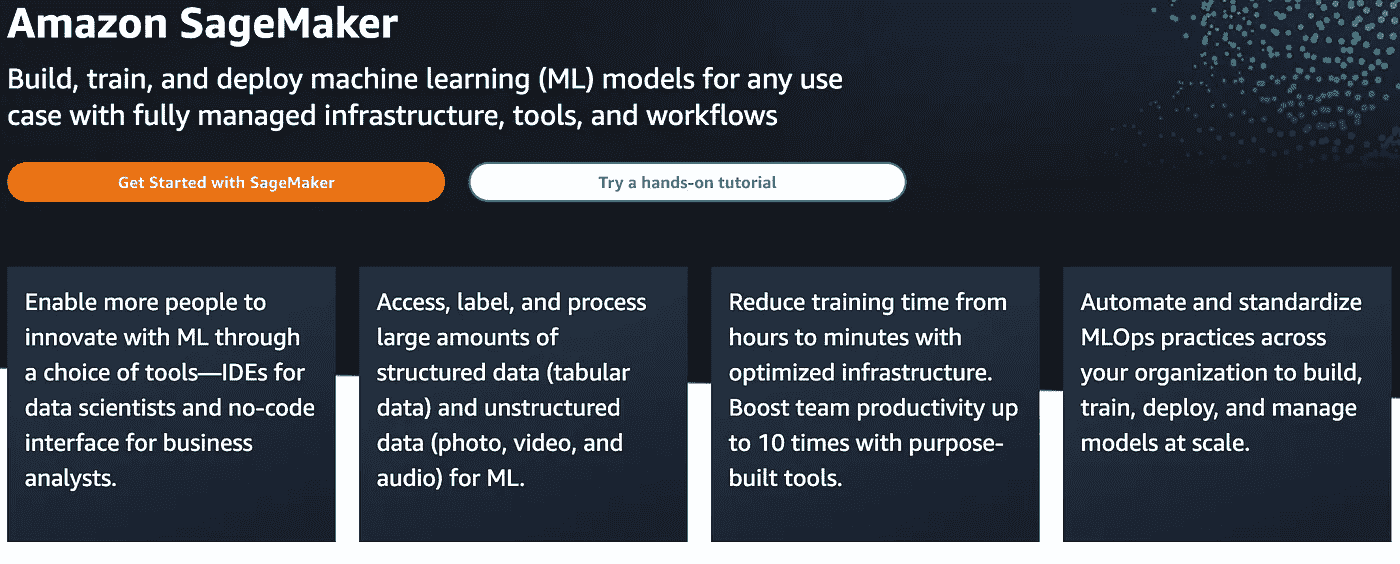 Amazon SageMaker
Build, train, and deploy machine learning (ML) models for any use
case with fully managed infrastructure, tools, and workflows
Get Started with SageMaker
Try a hands-on tutorial
Enable more people to
innovate with ML through
a choice of tools—IDEs for
data scientists and no-code
interface for business
analysts.
Access, label, and process
large amounts of
structured data (tabular
data) and unstructured
data (photo, video, and
audio) for ML.
Reduce training time from
hours to minutes with
optimized infrastructure.
Boost team productivity up
to 10 times with purpose-
built tools.
Automate and standardize
MLOps practices across
your organization to build,
train, deploy, and manage
models at scale.